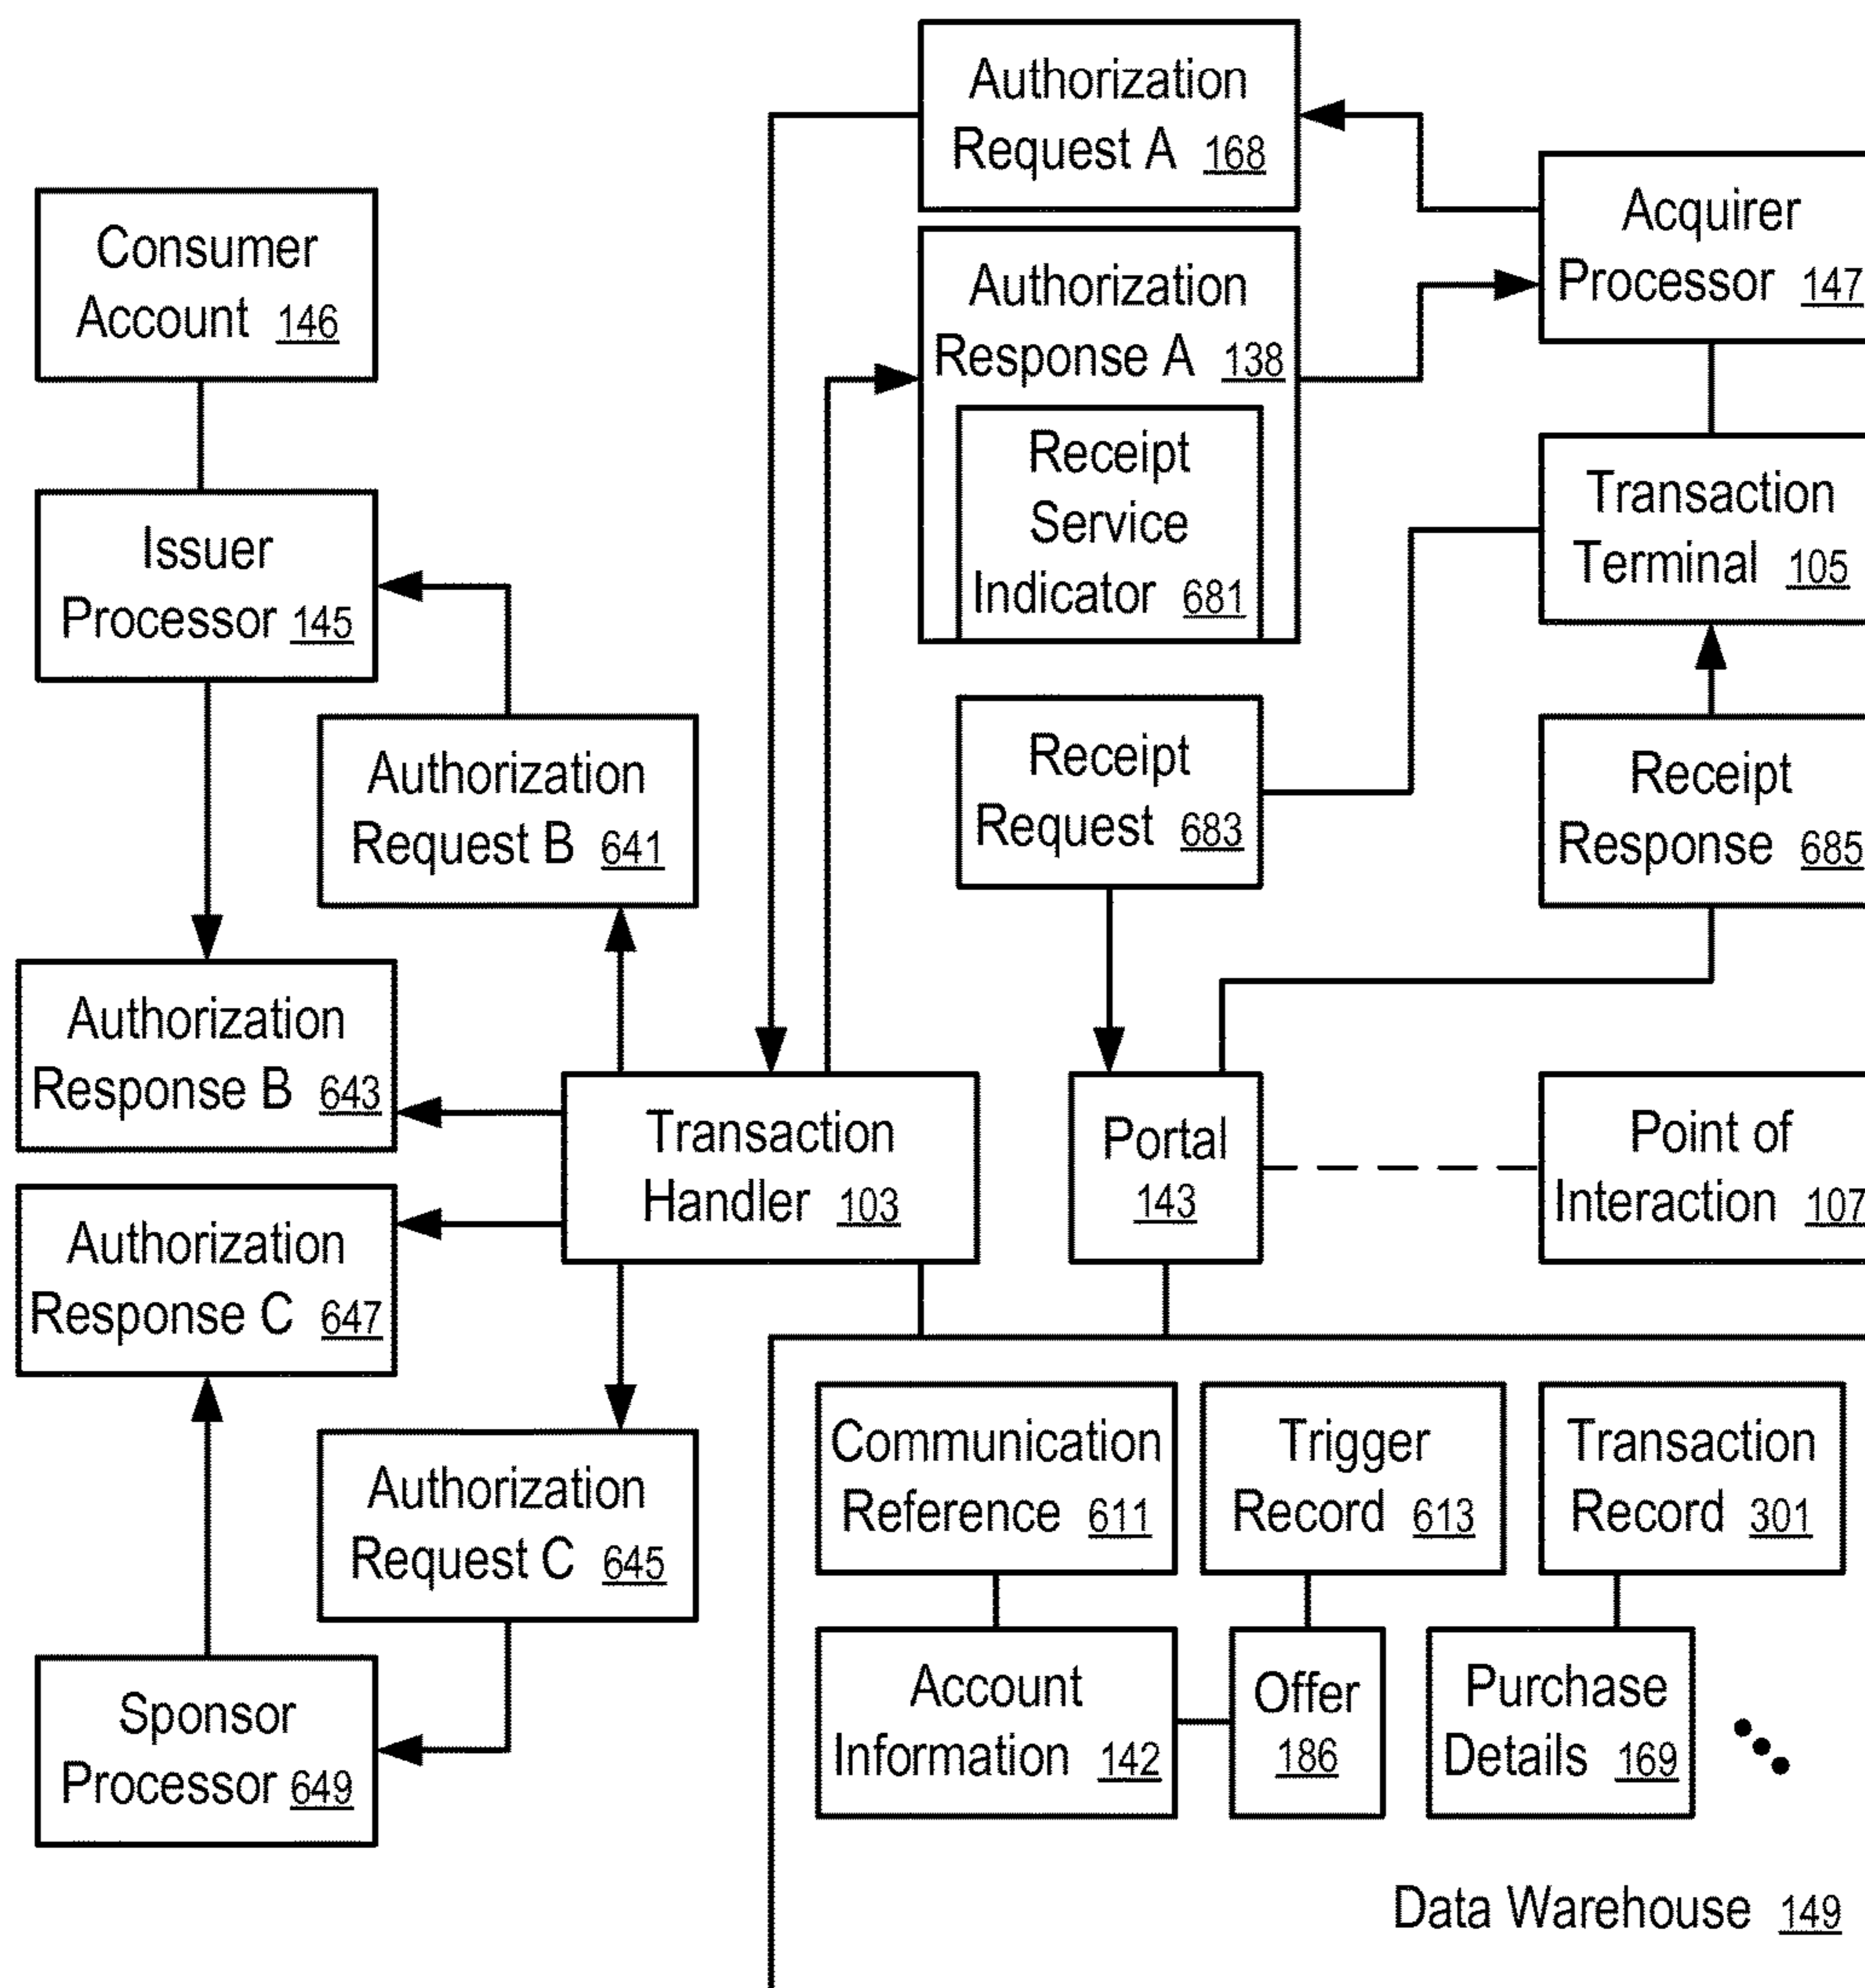 Authorization
Request A 168
Consumer
Account 146
Acquirer
Processor 147
Authorization
Response A 138
Receipt
Service
Indicator 681
Issuer
Processor 145
Transaction
Terminal 105
Authorization
Request B 641
Receipt
Request 683
Receipt
Response 685
Authorization
Response B 643
Transaction
Handler 103
Portal
143
Point of
Interaction 107
Authorization
Response C 647
Authorization
Request C 645
Sponsor
Processor 649
Communication
Reference 611
Trigger
Record 613
Transaction
Record 301
Account
Information 142
Offer
186
Purchase
Details 169
Data Warehouse 149